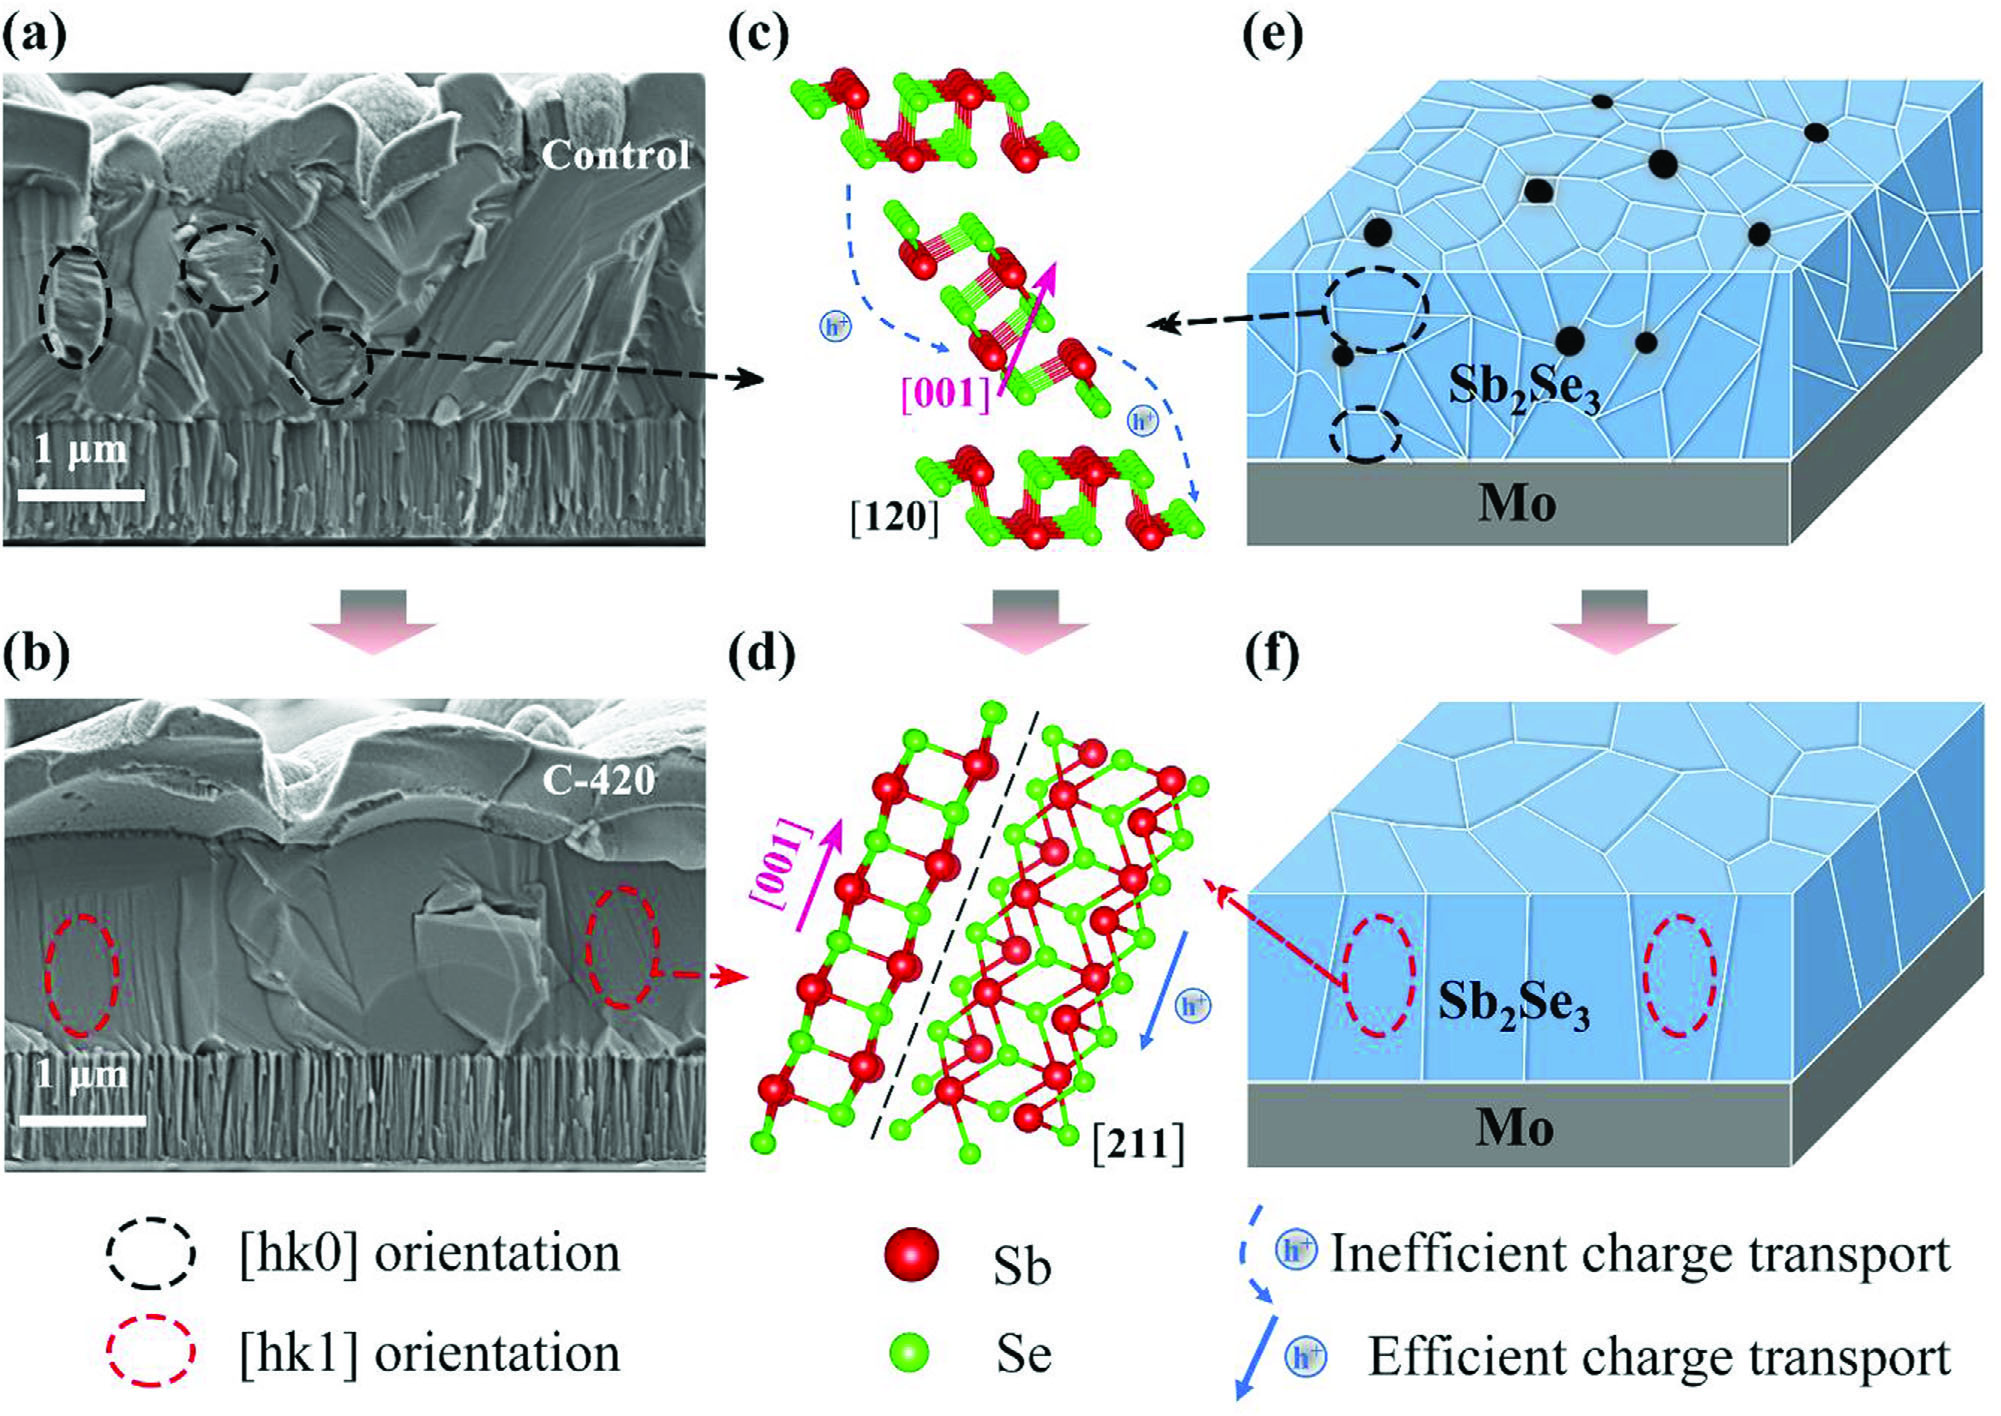 (a)
Control
1 μm
(c)
h⁺
[001]
h⁺
[120]
(e)
Sb₂Se₃
Mo
(b)
C-420
1 μm
(d)
[001]
h⁺
[211]
(f)
Sb₂Se₃
Mo
[hk0] orientation
[hk1] orientation
Sb
Se
h⁺ Inefficient charge transport
h⁺ Efficient charge transport